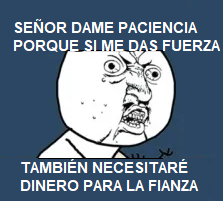 SEÑOR DAME PACIENCIA
PORQUE SI ME DAS FUERZA
TAMBIÉN NECESITARÉ
DINERO PARA LA FIANZA